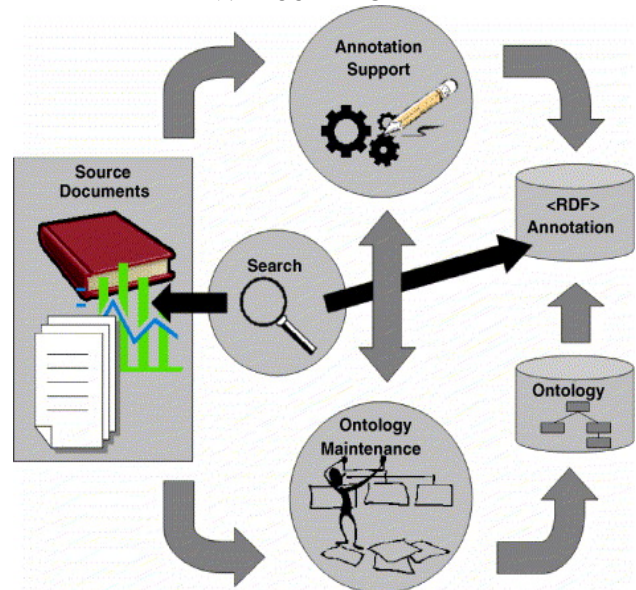 Annotation
Support
Source
Documents
<RDF>
Annotation
Search
Ontology
Ontology
Maintenance